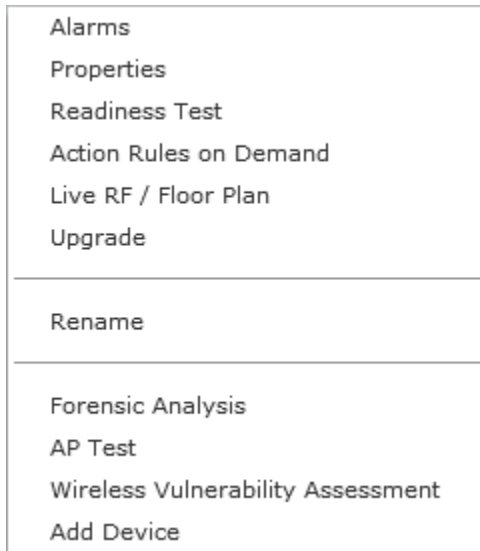 Alarms
Properties
Readiness Test
Action Rules on Demand
Live RF / Floor Plan
Upgrade
Rename
Forensic Analysis
AP Test
Wireless Vulnerability Assessment
Add Device